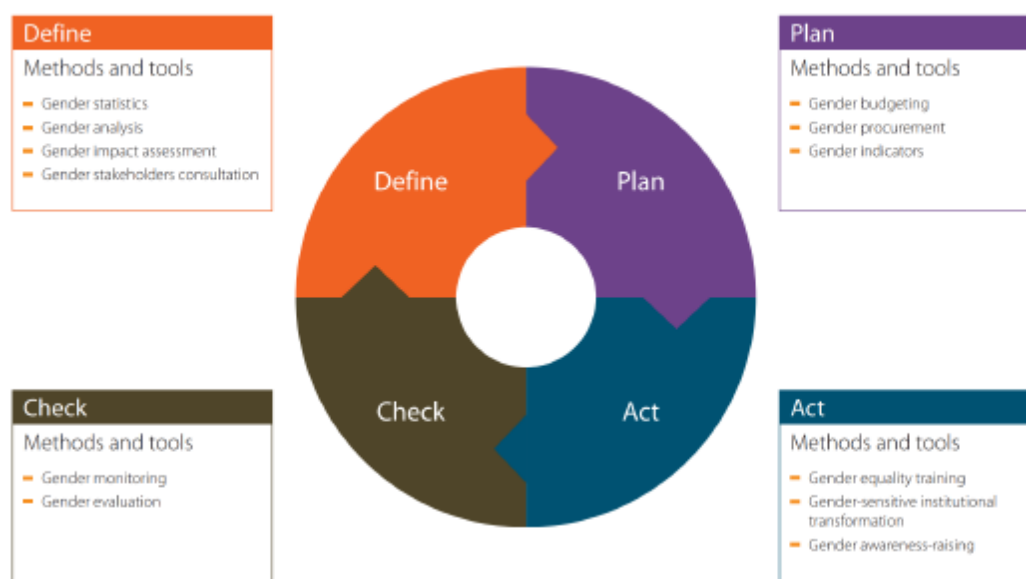 Define
Methods and tools
Gender statistics
Gender analysis
Gender impact assessment
Gender stakeholders consultation
Plan
Methods and tools
Gender budgeting
Gender procurement
Gender indicators
Define
Plan
Check
Act
Check
Methods and tools
Gender monitoring
Gender evaluation
Act
Methods and tools
Gender equality training
Gender-sensitive institutional
transformation
Gender awareness-raising